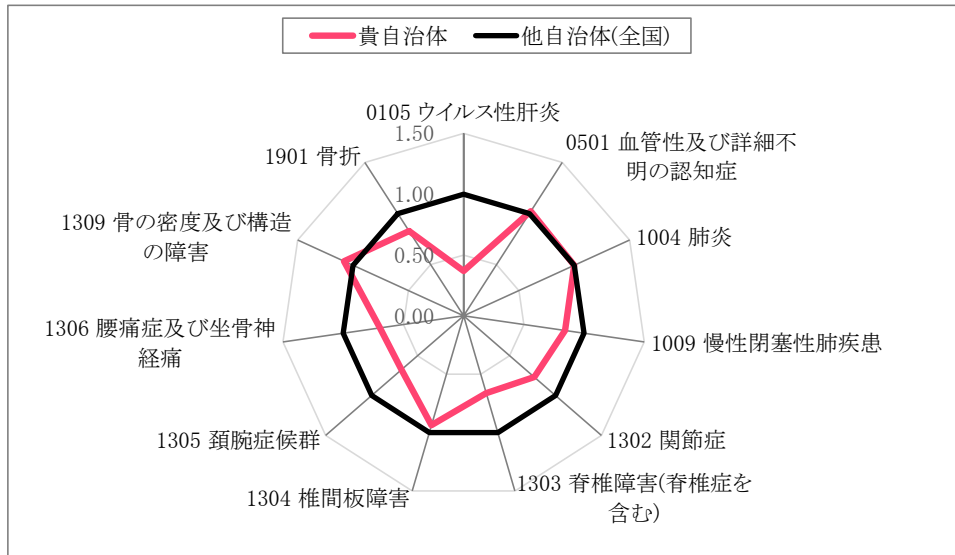 貴自治体 他自治体(全国)
0105 ウイルス性肝炎
0501 血管性及び詳細不
明の認知症
1004 肺炎
1009 慢性閉塞性肺疾患
1302 関節症
1303 脊椎障害(脊椎症を
含む)
1304 椎間板障害
1305 頚腕症候群
1306 腰痛症及び坐骨神
経痛
1309 骨の密度及び構造
の障害
1901 骨折
1.50
1.00
0.50
0.00